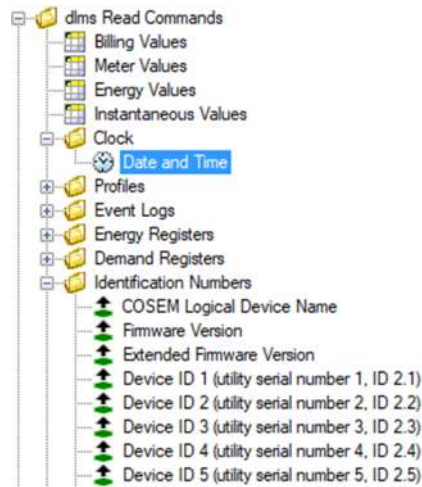 dlms Read Commands
Billing Values
Meter Values
Energy Values
Instantaneous Values
Clock
Date and Time
Profiles
Event Logs
Energy Registers
Demand Registers
Identification Numbers
COSEM Logical Device Name
Firmware Version
Extended Firmware Version
Device ID 1 (utility serial number 1, ID 2.1)
Device ID 2 (utility serial number 2, ID 2.2)
Device ID 3 (utility serial number 3, ID 2.3)
Device ID 4 (utility serial number 4, ID 2.4)
Device ID 5 (utility serial number 5, ID 2.5)